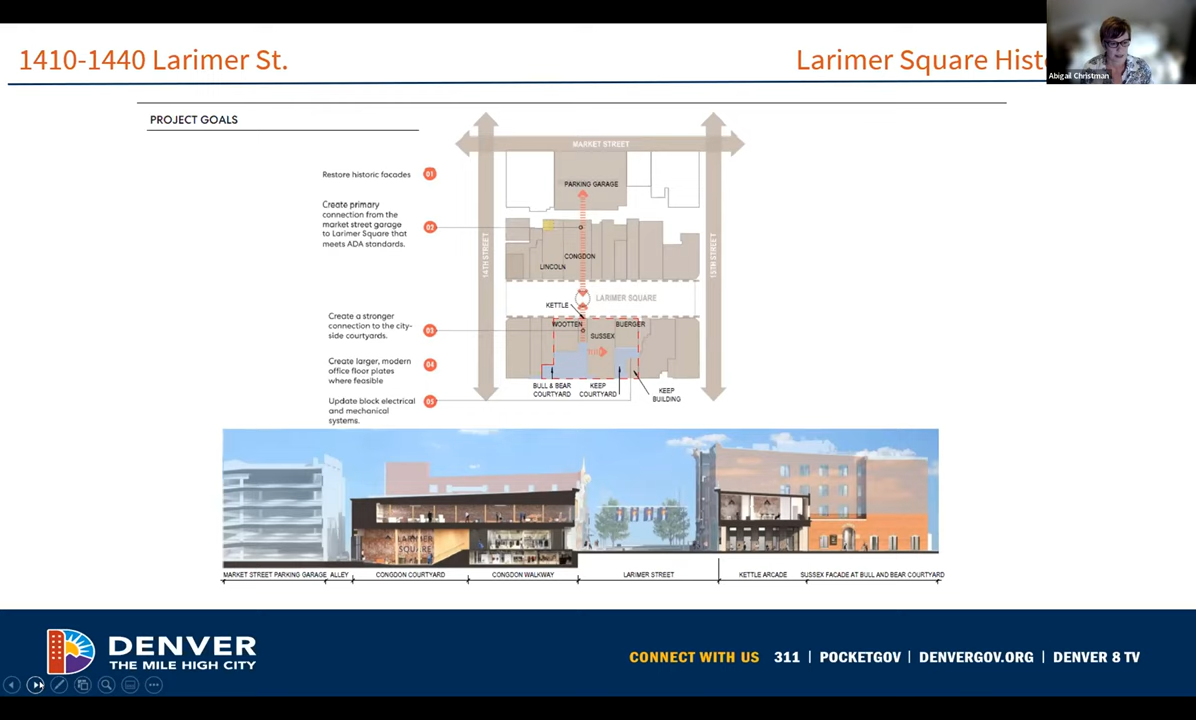 1410-1440 Larimer St.
Larimer Square Hist
Abigail Christman
PROJECT GOALS
Restore historic facades
01
Create primary
connection from the
market street garage
to Larimer Square that
meets ADA standards.
02
Create a stronger
connection to the city-
side courtyards.
03
Create larger, modern
office floor plates
where feasible
04
Update block electrical
and mechanical
systems.
05
MARKET STREET
PARKING GARAGE
14TH STREET
15TH STREET
CONGDON
LINCOLN
KETTLE
LARIMER SQUARE
WOOTTEN
BUERGER
SUSSEX
BULL & BEAR
COURTYARD
KEEP
COURTYARD
KEEP
BUILDING
LARIMER
SQUARE
MARKET STREET PARKING GARAGE
ALLEY
CONGDON COURTYARD
CONGDON WALKWAY
LARIMER STREET
KETTLE ARCADE
SUSSEX FACADE AT BULL AND BEAR COURTYARD
DENVER
THE MILE HIGH CITY
CONNECT WITH US 311 | POCKETGOV | DENVERGOV.ORG | DENVER 8 TV